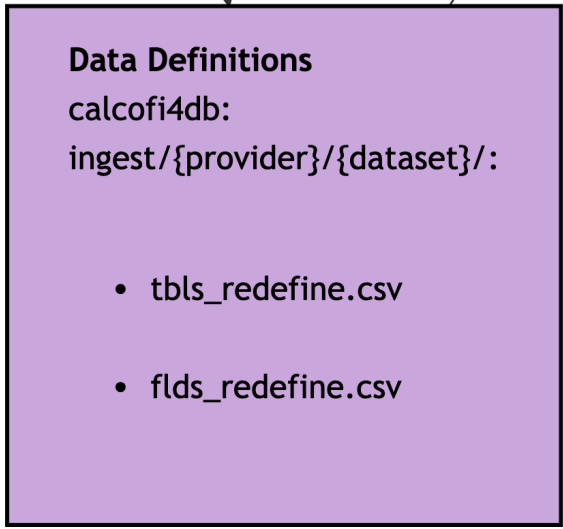 Data Definitions
calcofi4db:
ingest/{provider}/{dataset}/:
• tbls_redefine.csv
• flds_redefine.csv